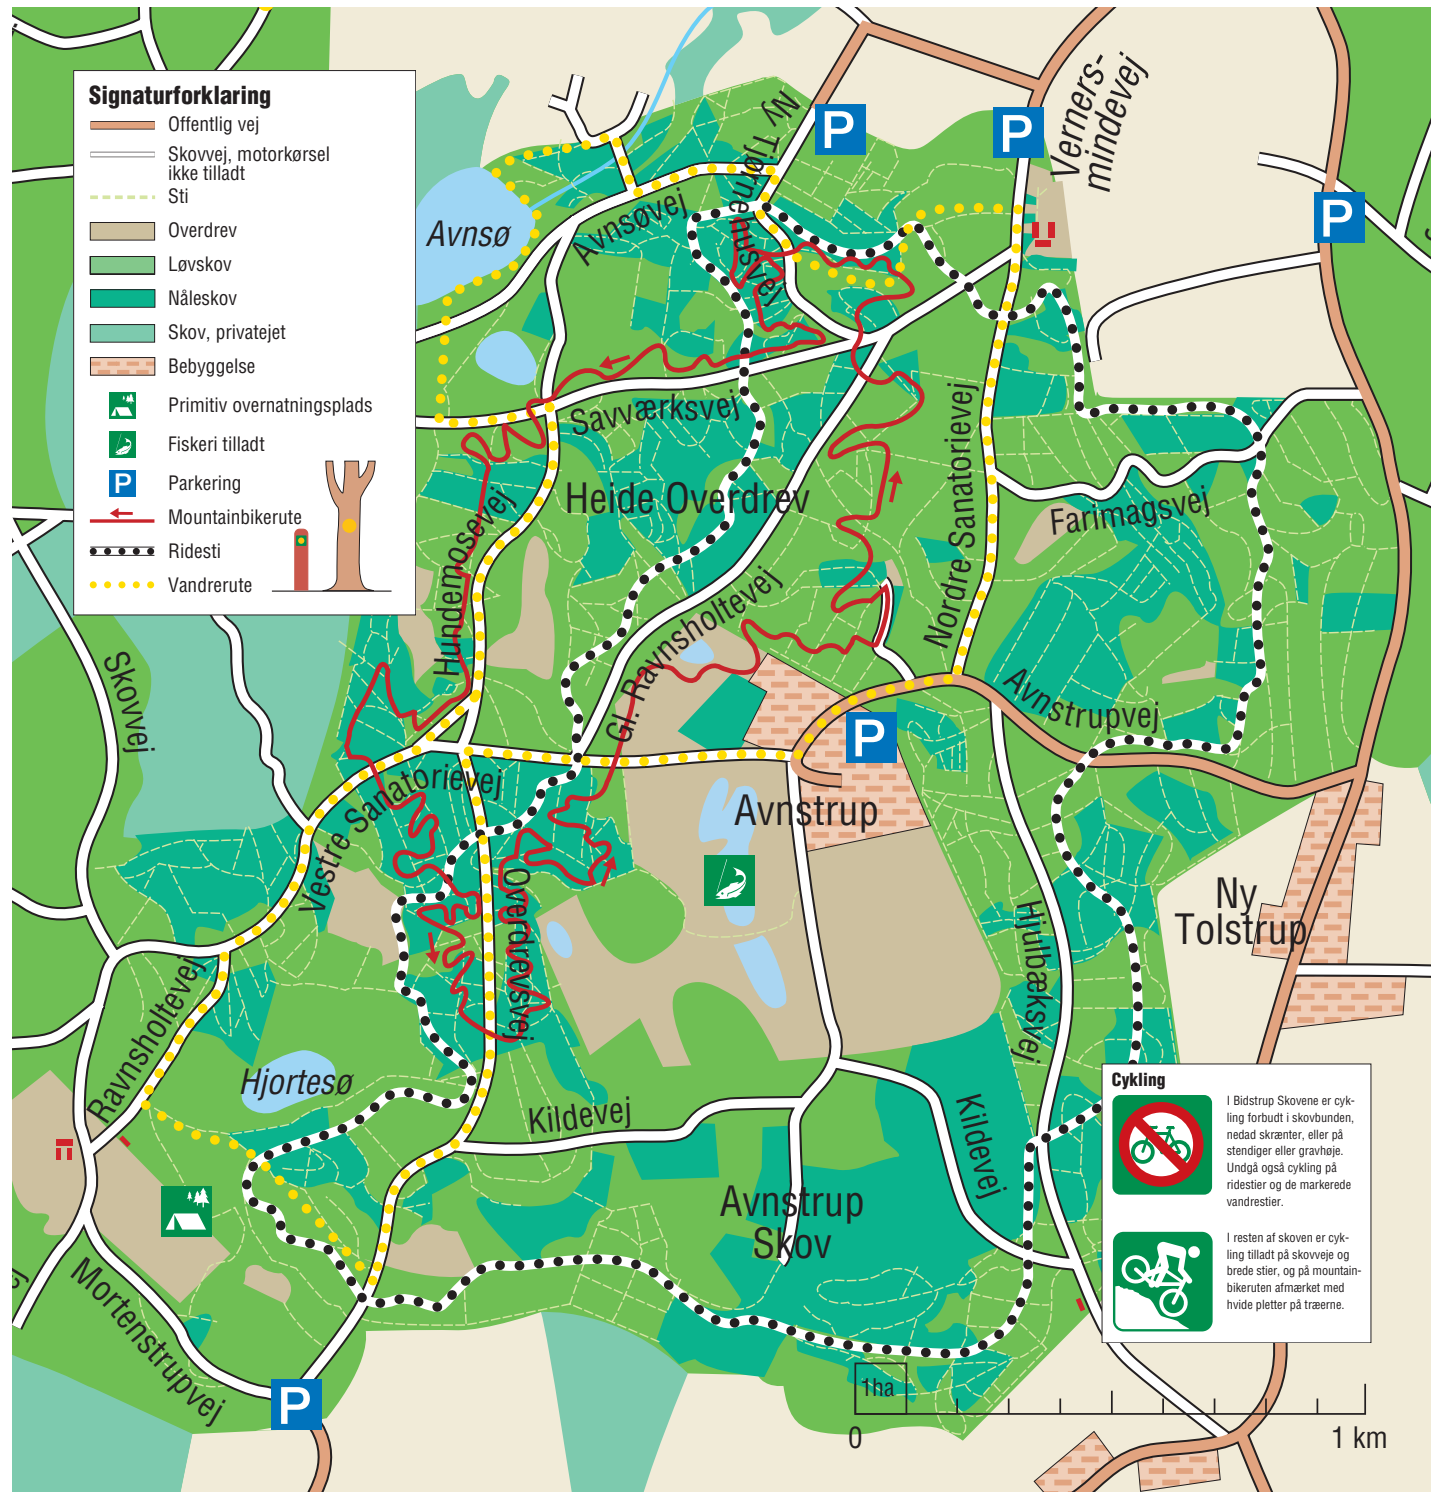 Signaturforklaring
Offentlig vej
Skovvej, motorkørsel
ikke tilladt
Sti
Overdrev
Løvskov
Nåleskov
Skov, privatejet
Bebyggelse
Primitiv overnatningsplads
Fiskeri tilladt
P
Parkering
Mountainbikerute
Ridesti
Vandrerute
Ny Tjørnehusvej
P
P
Verners-
mindevej
P
Avnsø
Avnsøvej
Savværksvej
Heide Overdrev
Nordre Sanatorievej
Farimagsvej
Hundemosevej
Gl. Ravnsholtevej
Skovvej
Avnstrupvej
P
Vestre Sanatorievej
Avnstrup
Overdrevsvej
Ny
Tolstrup
Hjulbæksvej
Ravnsholtevej
Hjortesø
Kildevej
Kildevej
Avnstrup
Skov
Mortenstrupvej
P
Cykling
I Bidstrup Skovene er cyk-
ling forbudt i skovbunden,
nedad skrænter, eller på
stendiger eller gravhøje.
Undgå også cykling på
ridestier og de markerede
vandrestier.
I resten af skoven er cyk-
ling tilladt på skovveje og
brede stier, og på mountain-
bikeruten afmærket med
hvide pletter på træerne.
1ha
0
1 km